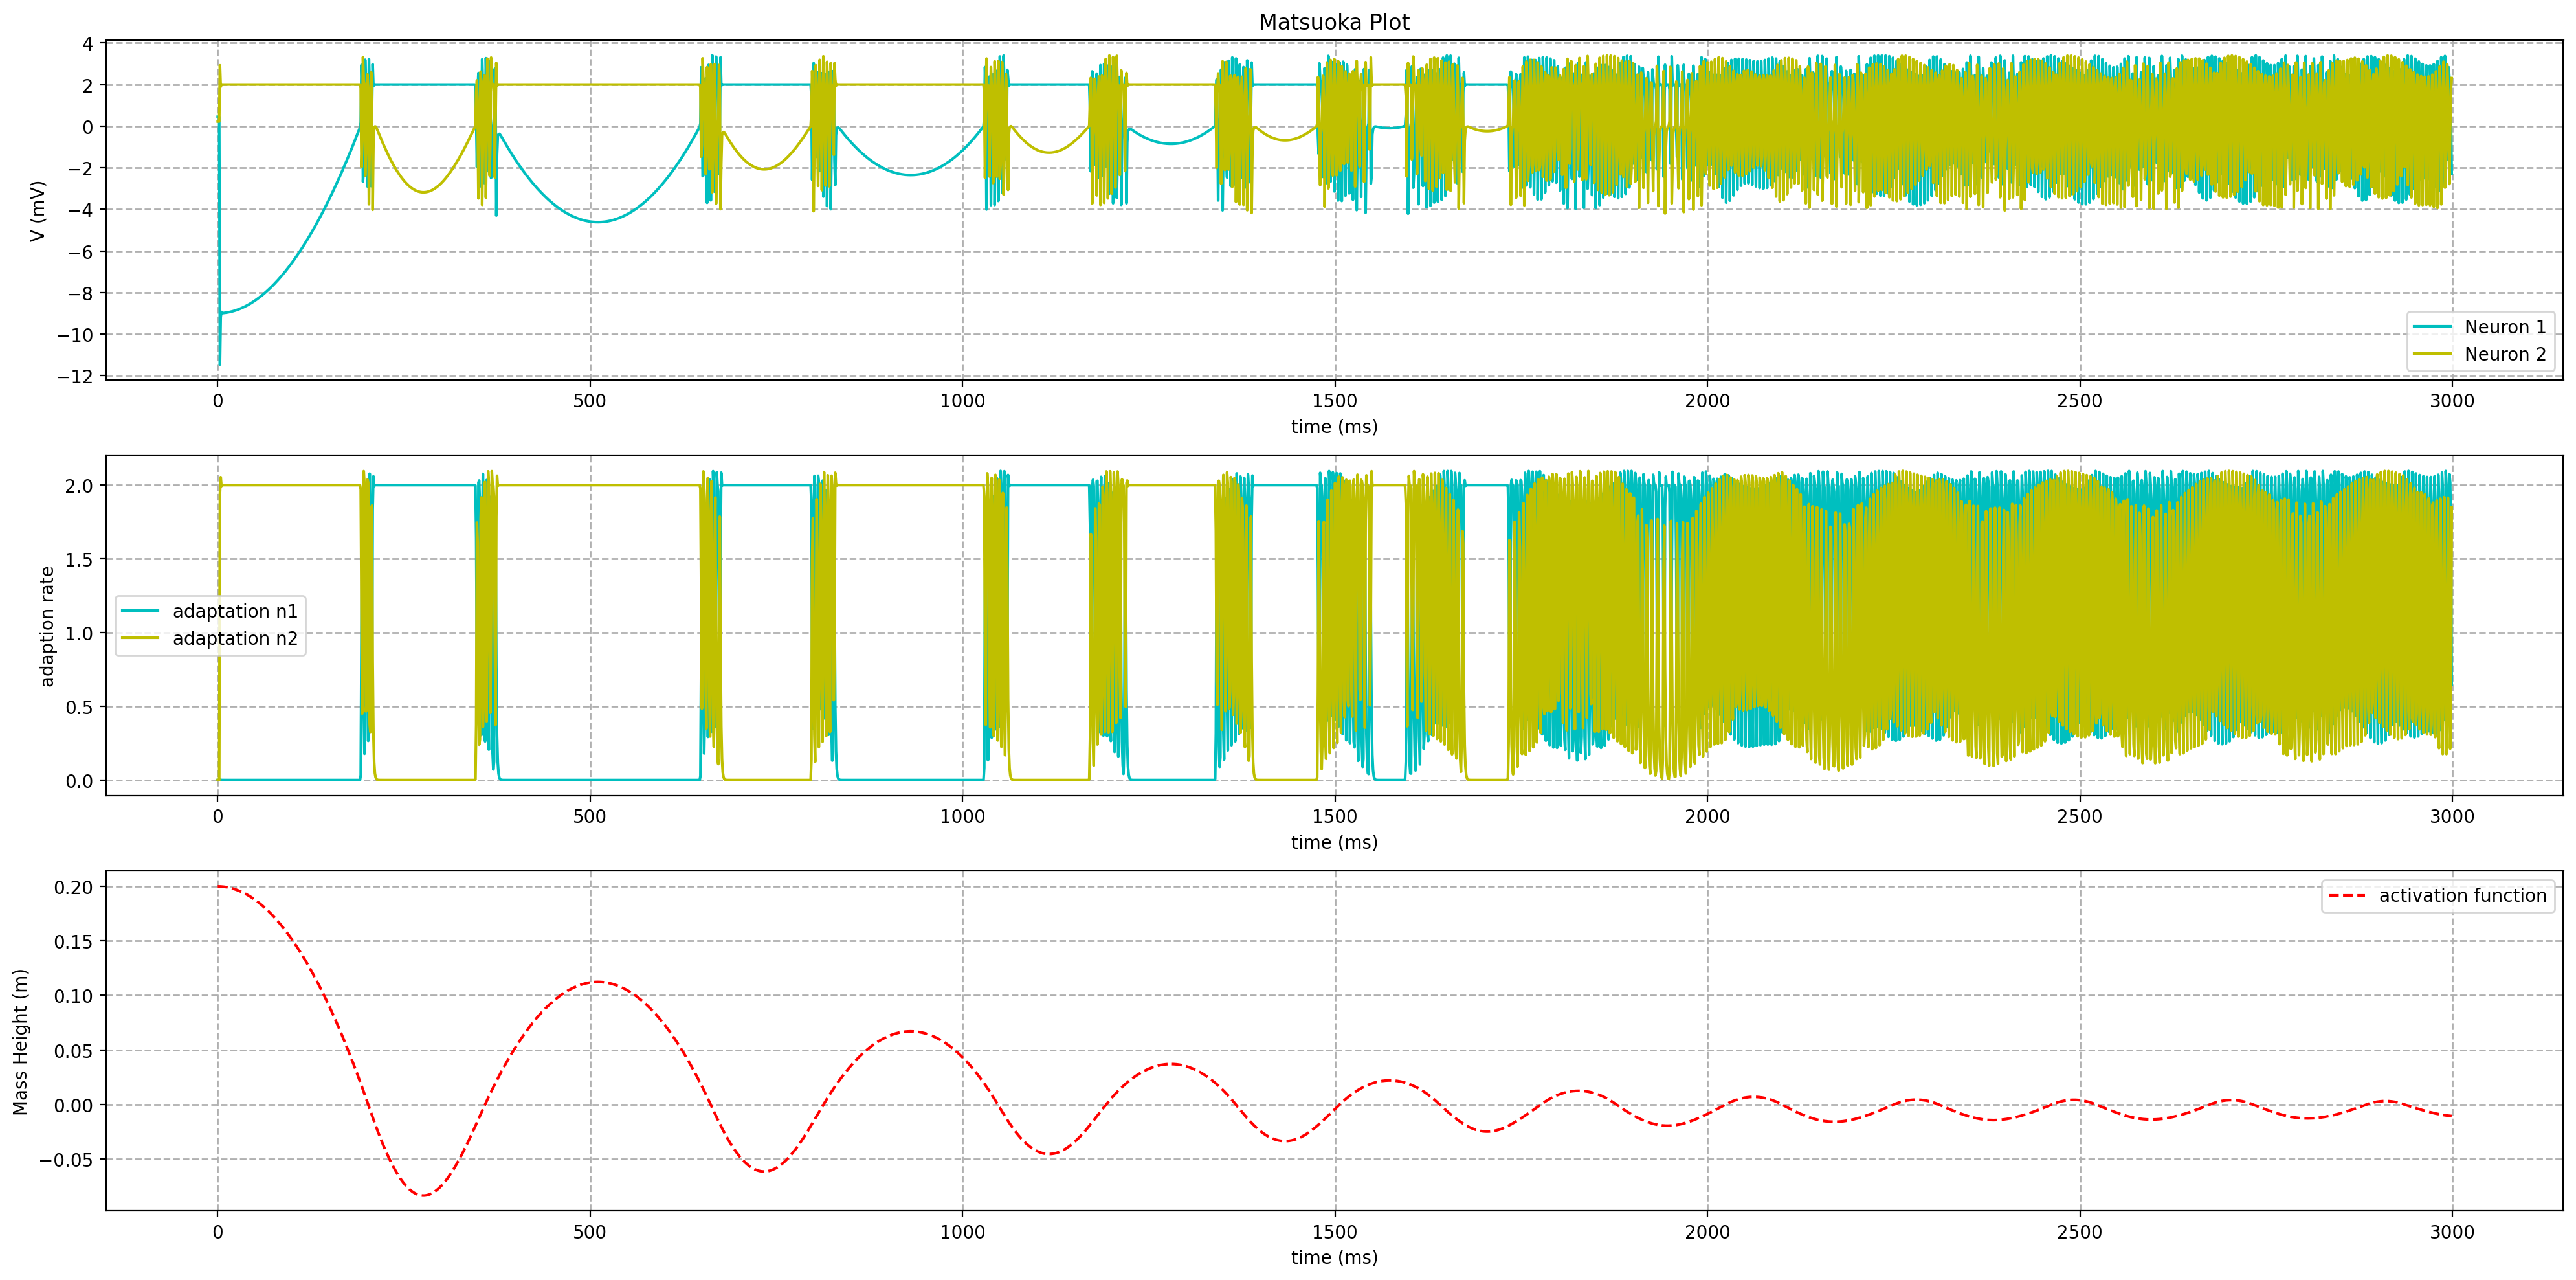 Matsuoka Plot
4
2
0
−2
−4
−6
−8
−10
−12
V (mV)
Neuron 1
Neuron 2
0 500 1000 1500 2000 2500 3000
time (ms)
2.0
1.5
1.0
0.5
0.0
adaption rate
adaptation n1
adaptation n2
0 500 1000 1500 2000 2500 3000
time (ms)
0.20
0.15
0.10
0.05
0.00
−0.05
Mass Height (m)
activation function
0 500 1000 1500 2000 2500 3000
time (ms)